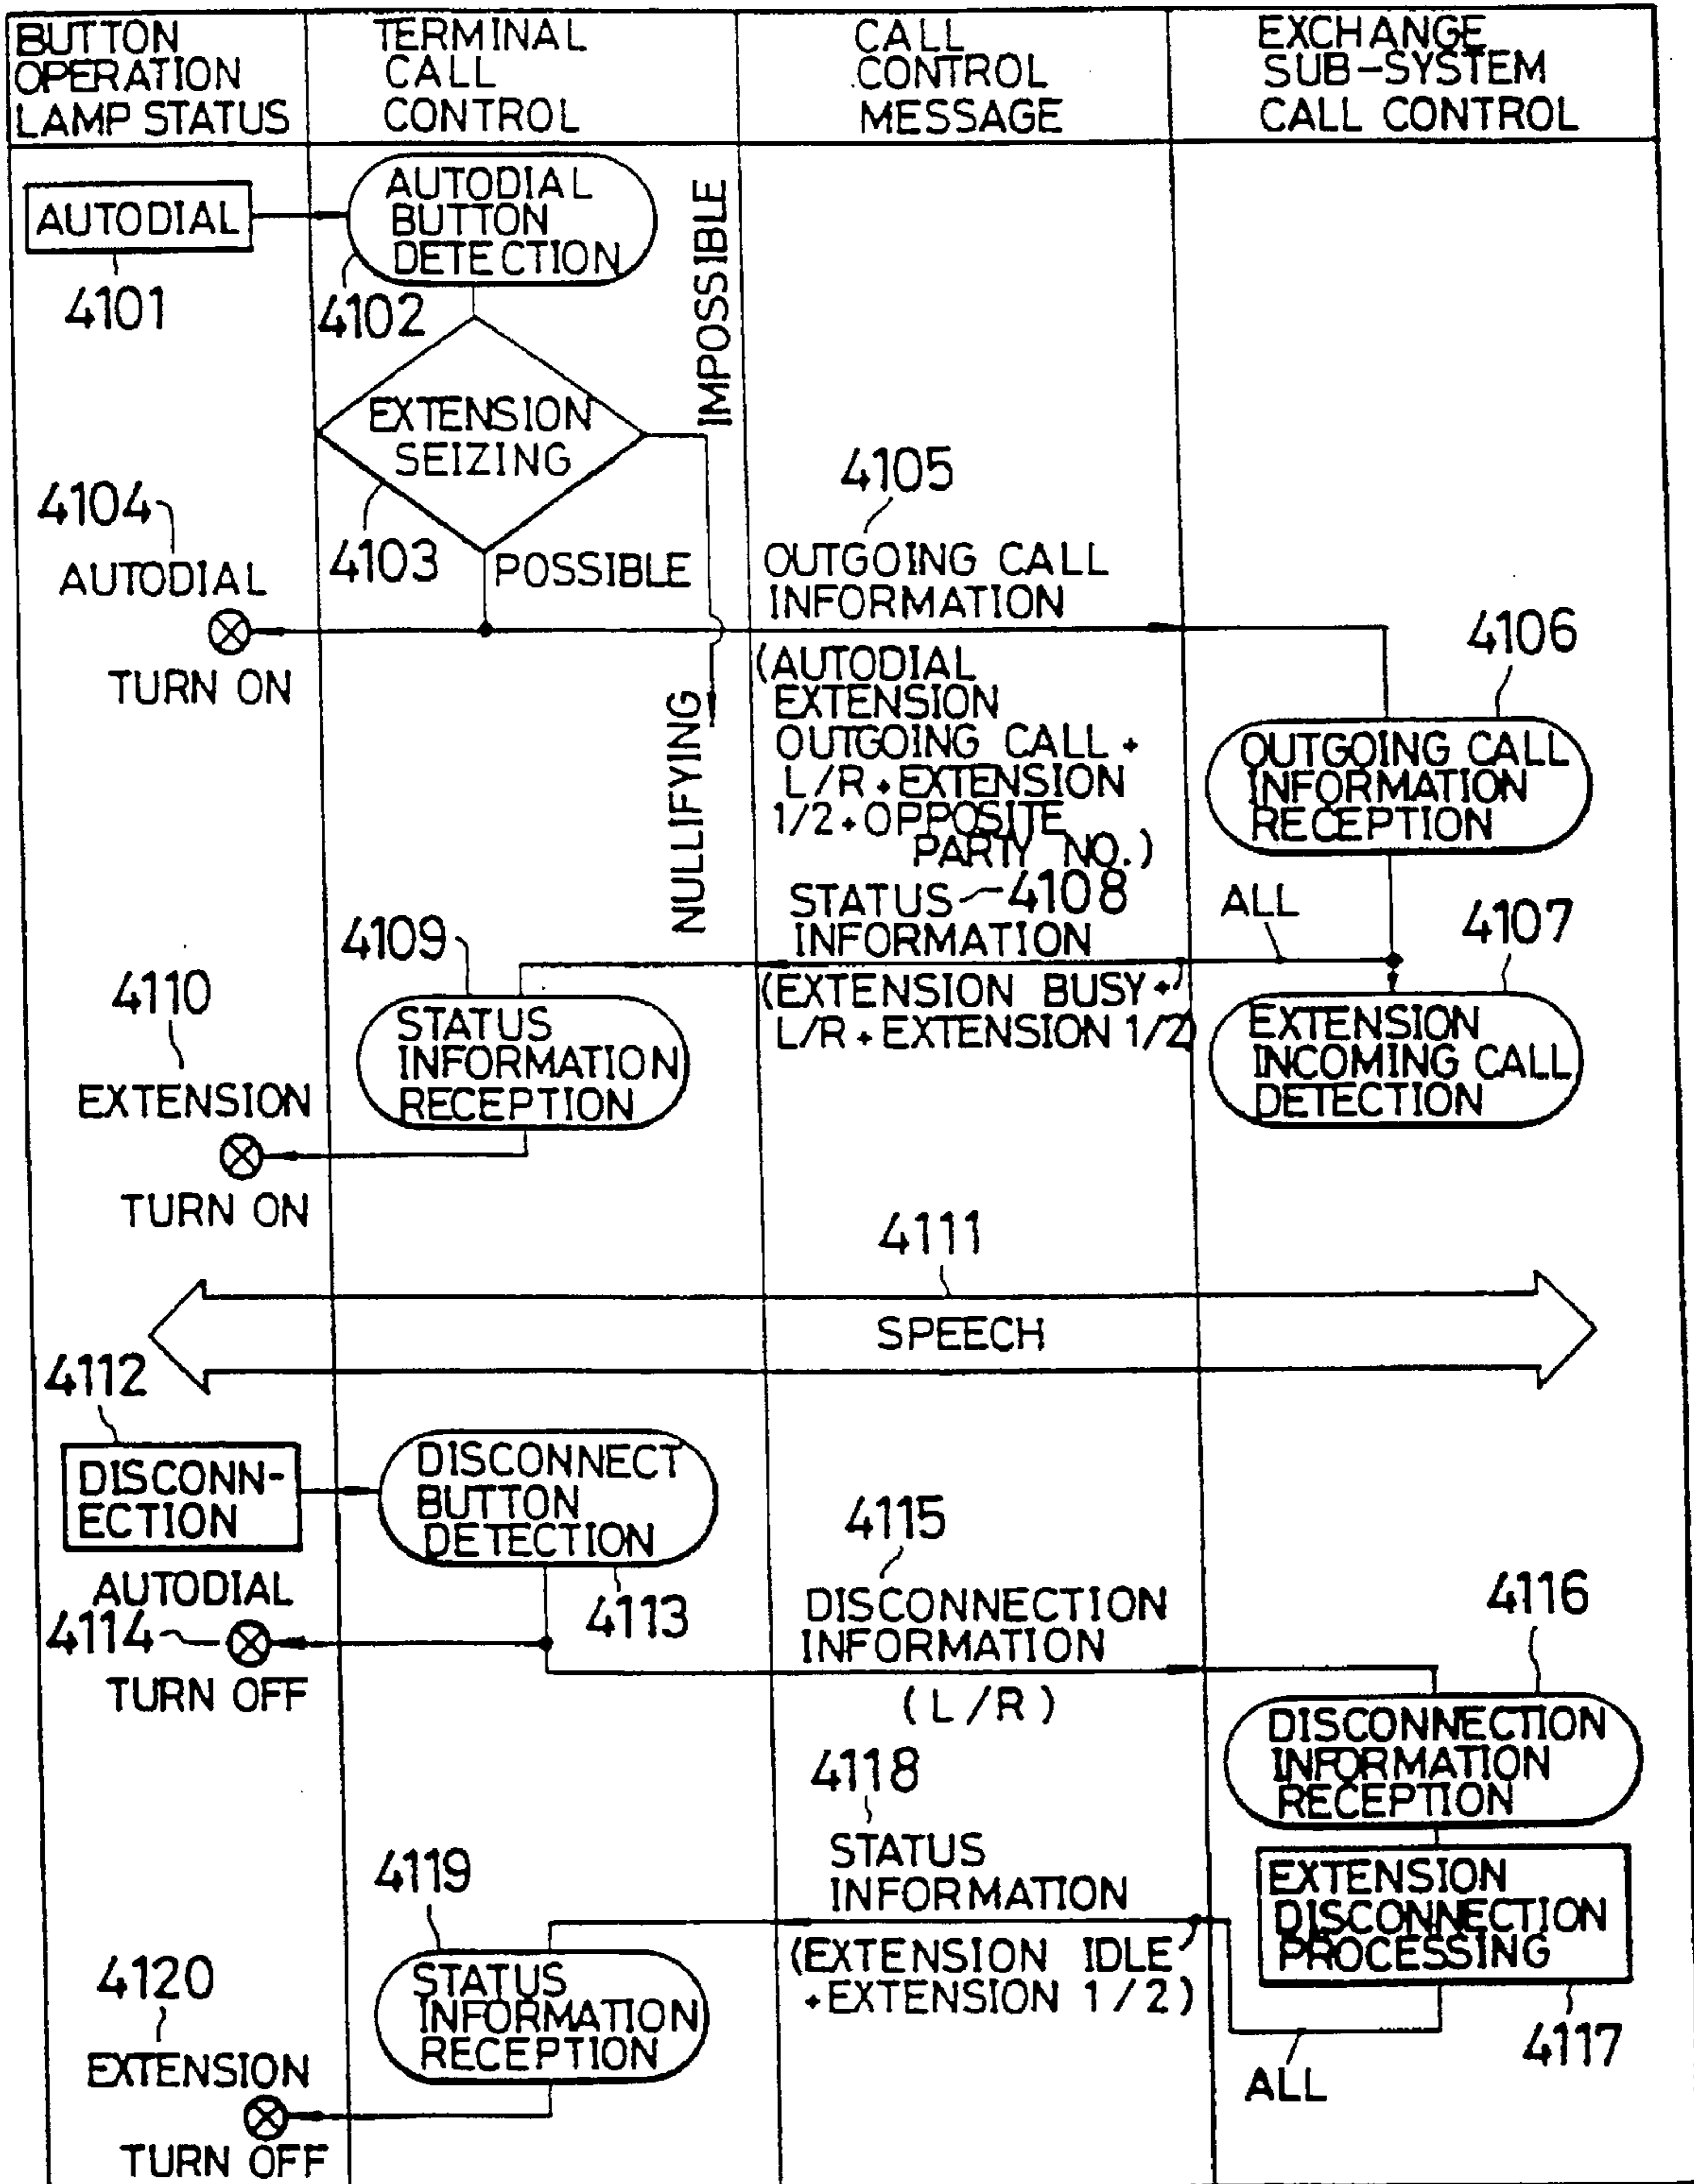 BUTTON
OPERATION
LAMP STATUS
TERMINAL
CALL
CONTROL
CALL
CONTROL
MESSAGE
EXCHANGE
SUB-SYSTEM
CALL CONTROL
AUTODIAL
4101
AUTODIAL
BUTTON
DETECTION
4102
IMPOSSIBLE
EXTENSION
SEIZING
4103
POSSIBLE
4104
AUTODIAL
TURN ON
NULLIFYING
4105
OUTGOING CALL
INFORMATION
(AUTODIAL
EXTENSION
OUTGOING CALL +
L/R + EXTENSION
1/2 + OPPOSITE
PARTY NO.)
4106
OUTGOING CALL
INFORMATION
RECEPTION
STATUS 4108
INFORMATION
(EXTENSION BUSY +
L/R + EXTENSION 1/2)
ALL
4107
EXTENSION
INCOMING CALL
DETECTION
4109
STATUS
INFORMATION
RECEPTION
4110
EXTENSION
TURN ON
4111
SPEECH
4112
DISCONN-
ECTION
DISCONNECT
BUTTON
DETECTION
4113
AUTODIAL
4114
TURN OFF
4115
DISCONNECTION
INFORMATION
(L/R)
4116
DISCONNECTION
INFORMATION
RECEPTION
EXTENSION
DISCONNECTION
PROCESSING
4117
ALL
4118
STATUS
INFORMATION
(EXTENSION IDLE
+ EXTENSION 1/2)
4119
STATUS
INFORMATION
RECEPTION
4120
EXTENSION
TURN OFF